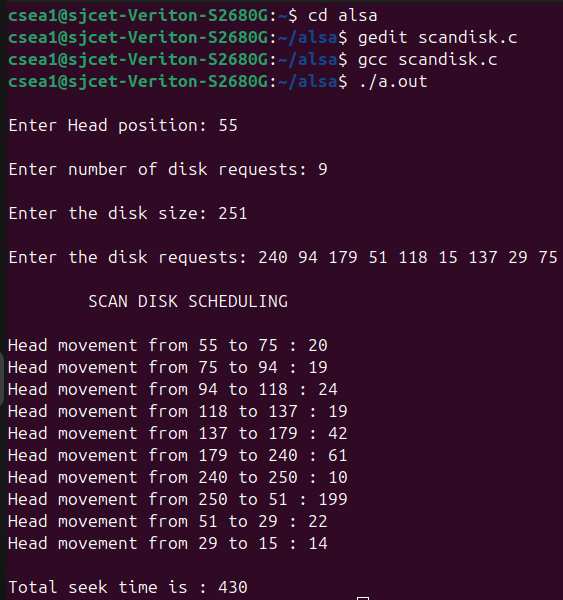 csea1@sjcet-Veriton-S2680G:~$ cd alsa
csea1@sjcet-Veriton-S2680G:~/alsa$ gedit scandisk.c
csea1@sjcet-Veriton-S2680G:~/alsa$ gcc scandisk.c
csea1@sjcet-Veriton-S2680G:~/alsa$ ./a.out
Enter Head position: 55
Enter number of disk requests: 9
Enter the disk size: 251
Enter the disk requests: 240 94 179 51 118 15 137 29 75
SCAN DISK SCHEDULING
Head movement from 55 to 75 : 20
Head movement from 75 to 94 : 19
Head movement from 94 to 118 : 24
Head movement from 118 to 137 : 19
Head movement from 137 to 179 : 42
Head movement from 179 to 240 : 61
Head movement from 240 to 250 : 10
Head movement from 250 to 51 : 199
Head movement from 51 to 29 : 22
Head movement from 29 to 15 : 14
Total seek time is : 430